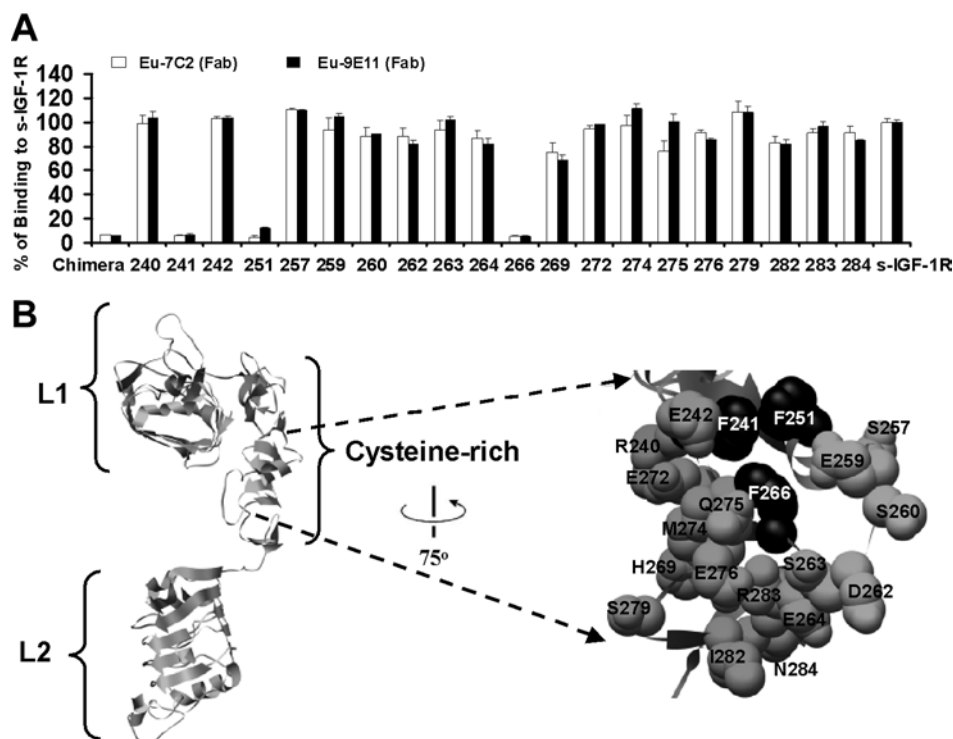 A
Eu-7C2 (Fab) Eu-9E11 (Fab)
% of Binding to s-IGF-1R
140
120
100
80
60
40
20
0
Chimera 240 241 242 251 257 259 260 262 263 264 266 269 272 274 275 276 279 282 283 284 s-IGF-1R
B
L1
Cysteine-rich
75º
L2
E242
F241
F251
S257
R240
E259
E272
F266
Q275
S260
M274
H269
E276
S263
D262
R283
S279
E264
I282
N284